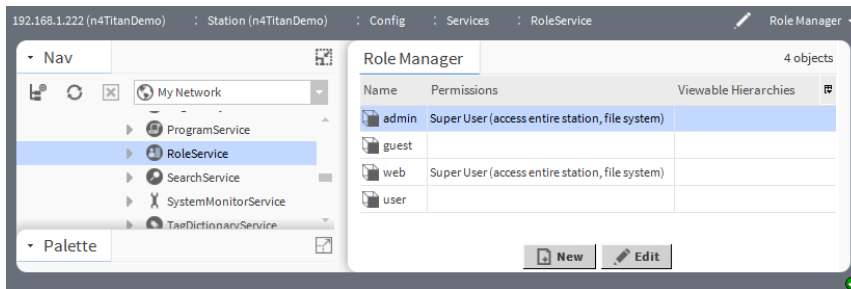 192.168.1.222 (n4TitanDemo) : Station (n4TitanDemo) : Config : Services : RoleService Role Manager
Nav
My Network
ProgramService
RoleService
SearchService
SystemMonitorService
TagDictionaryService
Palette
Role Manager 4 objects
Name Permissions Viewable Hierarchies
admin Super User (access entire station, file system)
guest
web Super User (access entire station, file system)
user
New Edit